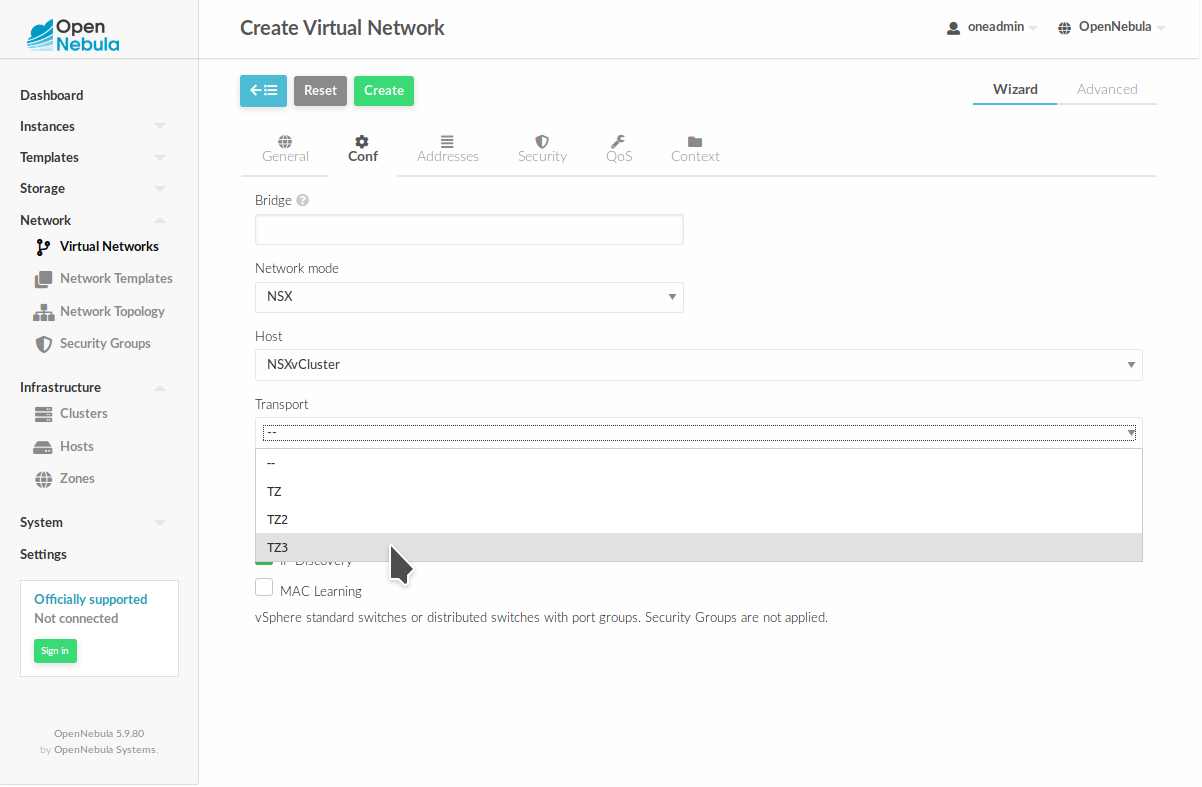 Open
Nebula
Create Virtual Network
oneadmin
OpenNebula
Dashboard
Instances
Templates
Storage
Network
Virtual Networks
Network Templates
Network Topology
Security Groups
Infrastructure
Clusters
Hosts
Zones
System
Settings
Officially supported
Not connected
Sign in
OpenNebula 5.9.80
by OpenNebula Systems.
Reset
Create
Wizard
Advanced
General
Conf
Addresses
Security
QoS
Context
Bridge
Network mode
NSX
Host
NSXvCluster
Transport
--
--
TZ
TZ2
TZ3
IP Discovery
MAC Learning
vSphere standard switches or distributed switches with port groups. Security Groups are not applied.